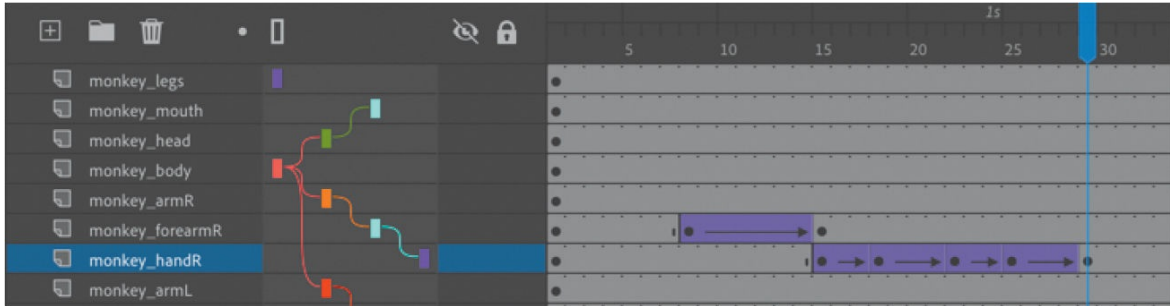 1s
5 10 15 20 25 30
monkey_legs
monkey_mouth
monkey_head
monkey_body
monkey_armR
monkey_forearmR
monkey_handR
monkey_armL